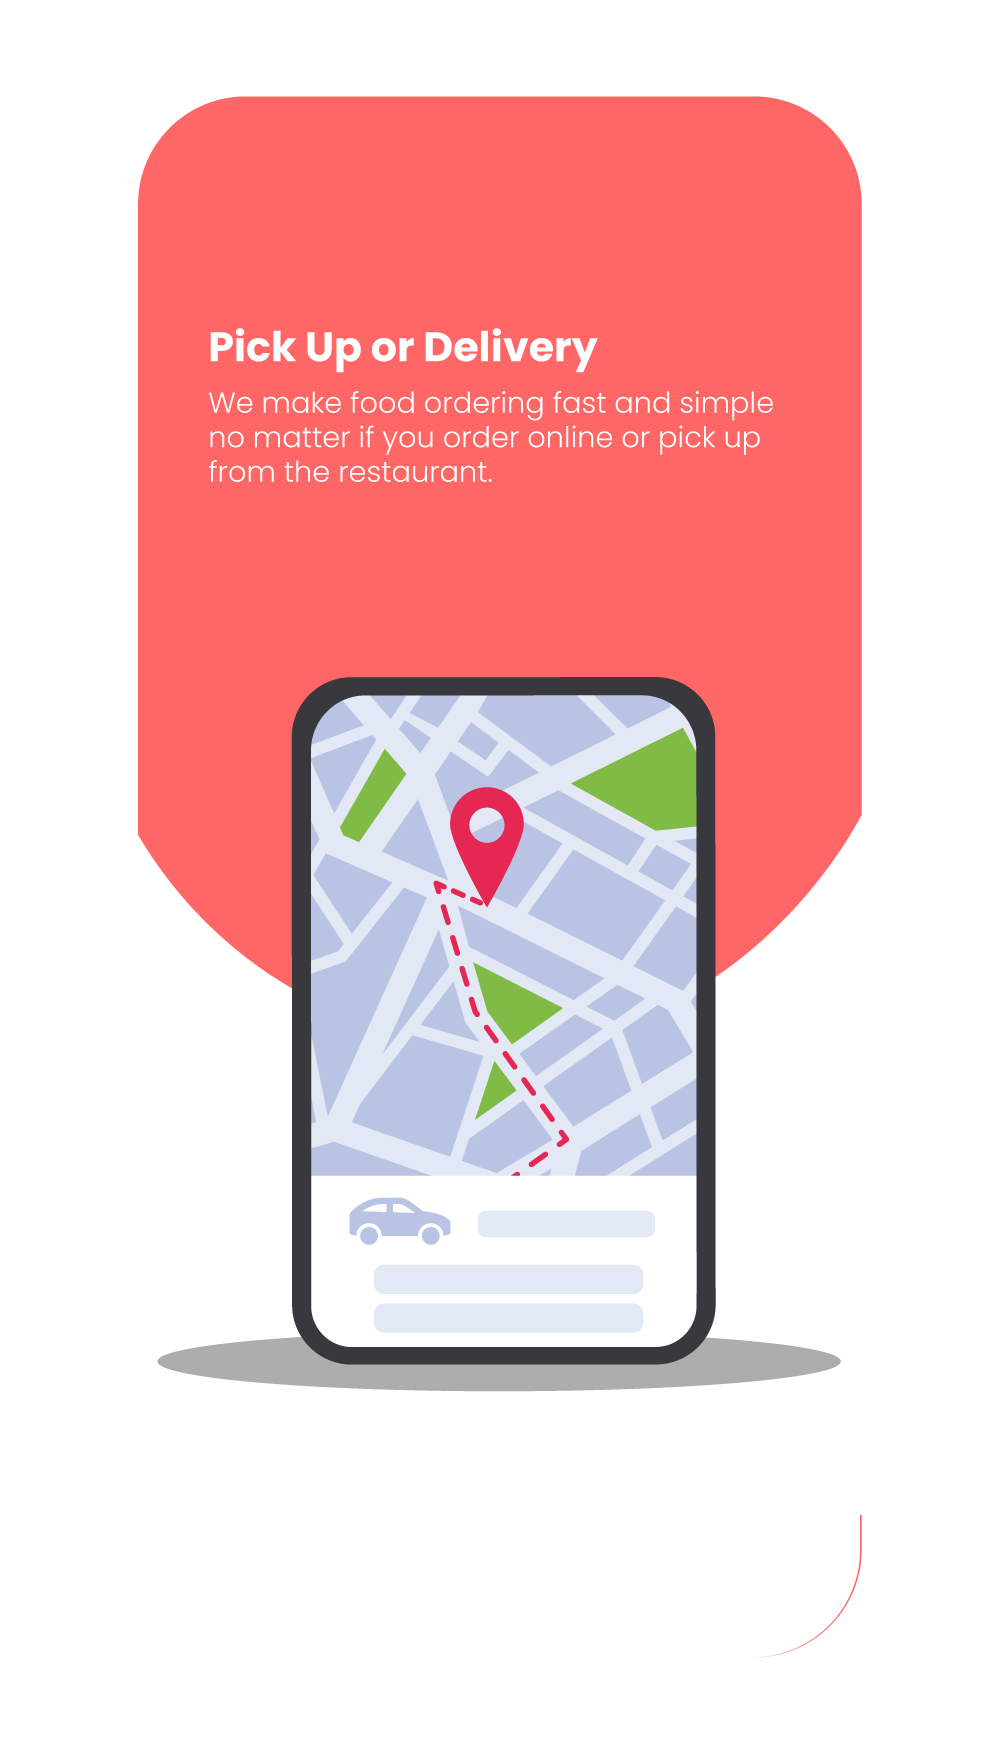 Pick Up or Delivery
We make food ordering fast and simple
no matter if you order online or pick up
from the restaurant.